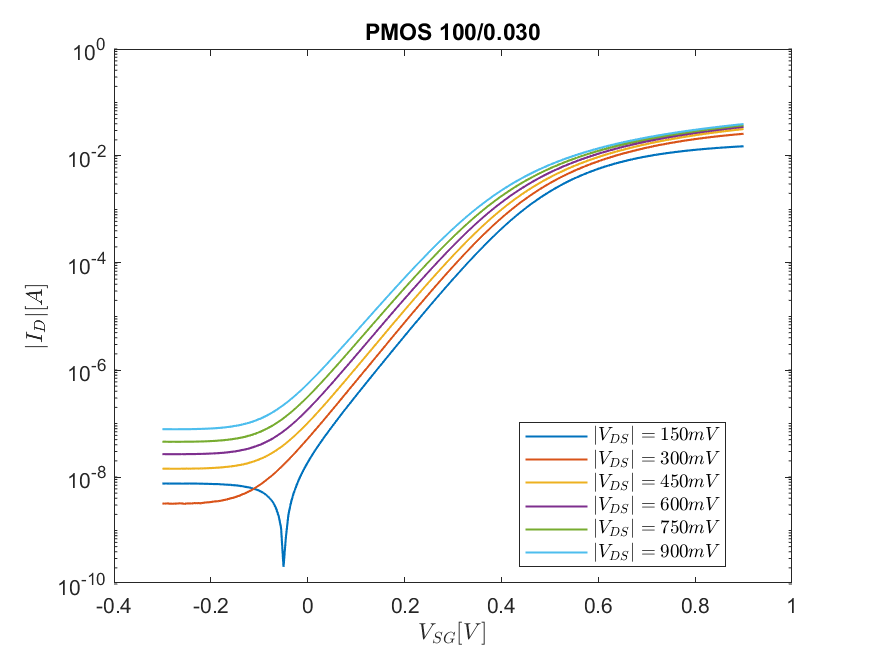 PMOS 100/0.030
10^0
10^-2
10^-4
10^-6
10^-8
10^-10
|I_D|[A]
|V_DS| = 150mV
|V_DS| = 300mV
|V_DS| = 450mV
|V_DS| = 600mV
|V_DS| = 750mV
|V_DS| = 900mV
-0.4 -0.2 0 0.2 0.4 0.6 0.8 1
V_SG[V]